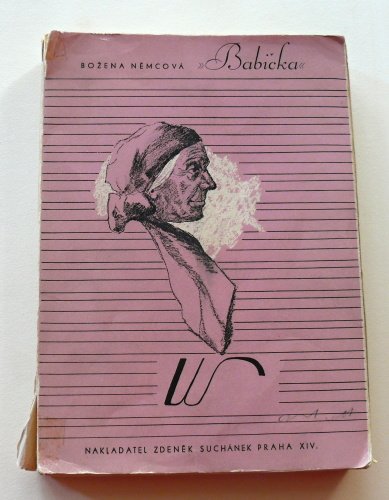 BOŽENA NĚMCOVÁ »Babička«
NAKLADATEL ZDENĚK SUCHÁNEK PRAHA XIV.